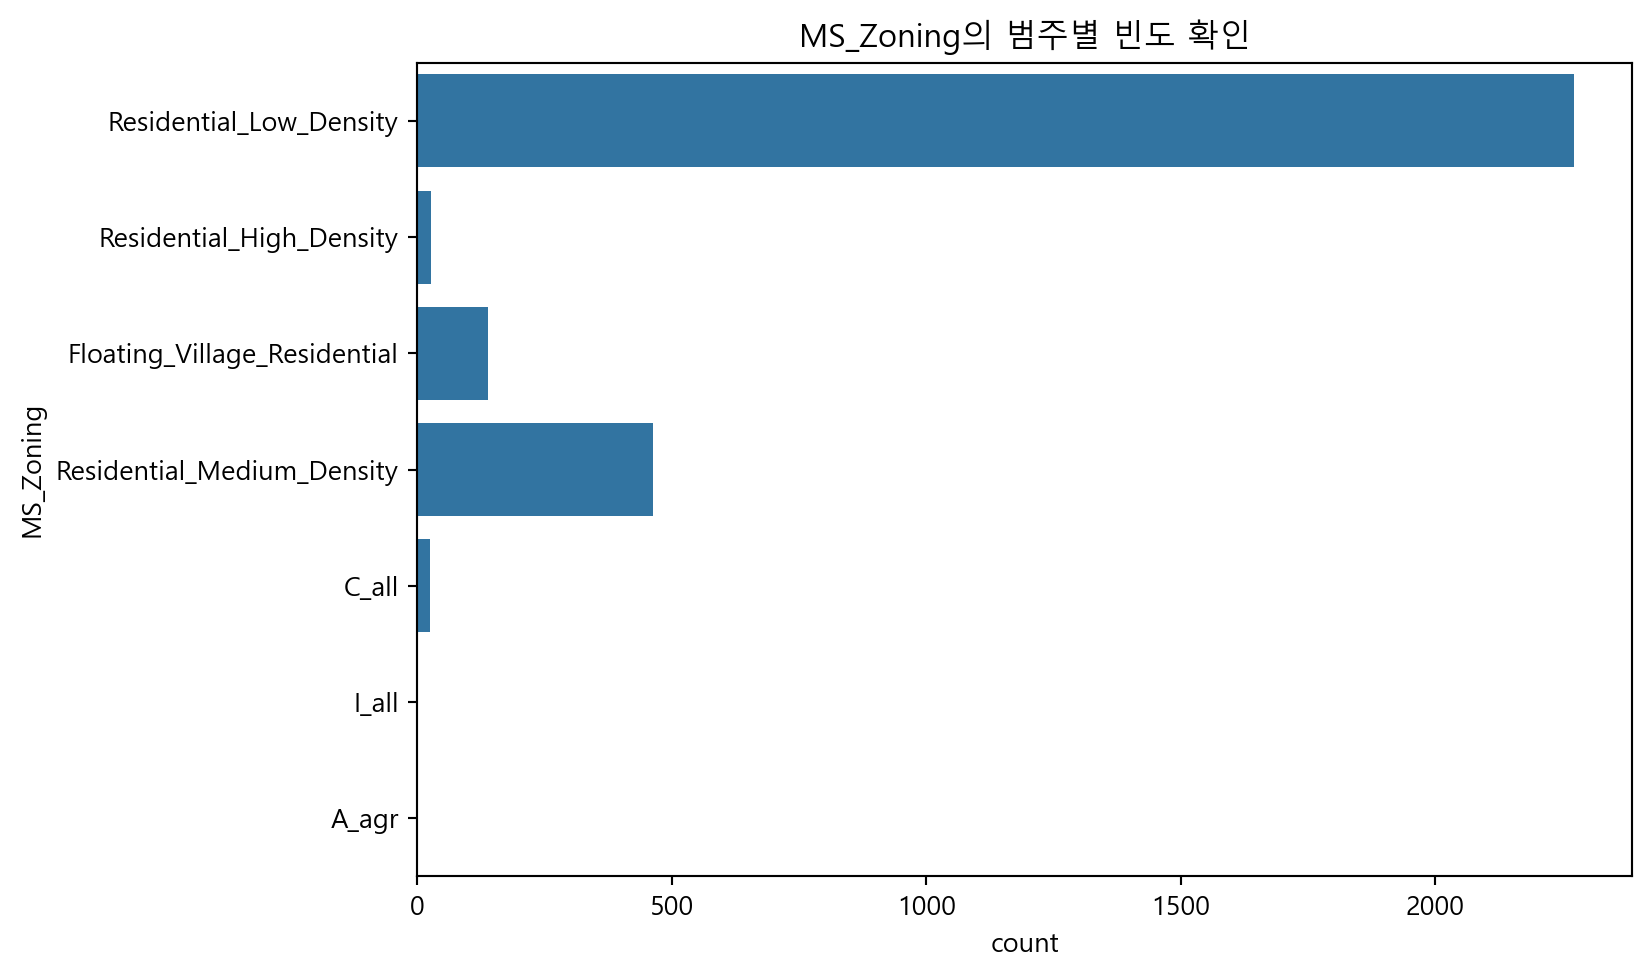 MS_Zoning의 범주별 빈도 확인
Residential_Low_Density
Residential_High_Density
Floating_Village_Residential
Residential_Medium_Density
C_all
I_all
A_agr
MS_Zoning
0 500 1000 1500 2000
count